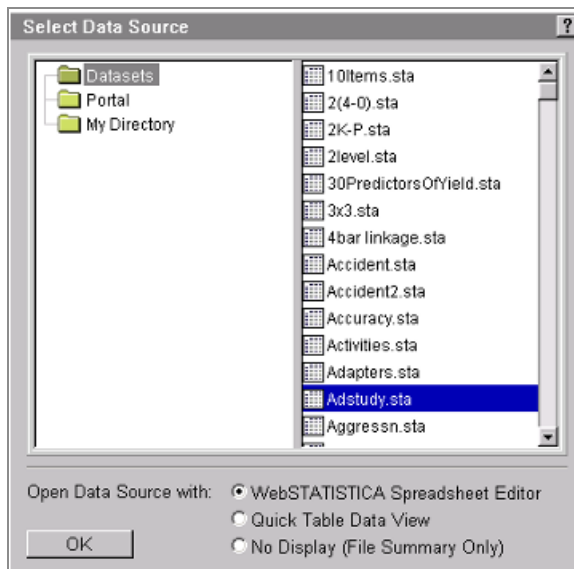 Select Data Source
?
Datasets
Portal
My Directory
10Items.sta
2(4-0).sta
2K-P.sta
2level.sta
30PredictorsOfYield.sta
3x3.sta
4bar linkage.sta
Accident.sta
Accident2.sta
Accuracy.sta
Activities.sta
Adapters.sta
Adstudy.sta
Aggressn.sta
Open Data Source with:
WebSTATISTICA Spreadsheet Editor
Quick Table Data View
No Display (File Summary Only)
OK